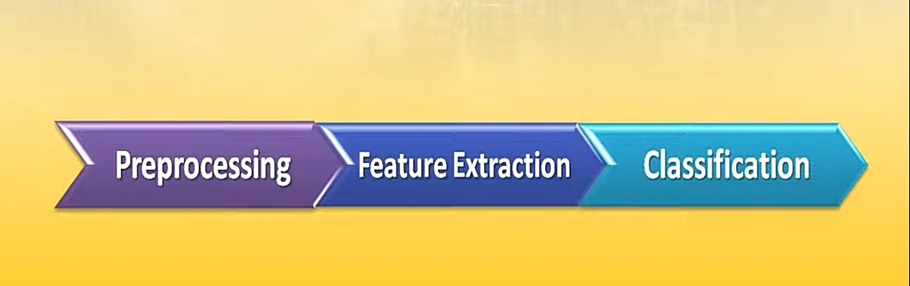 Preprocessing Feature Extraction Classification